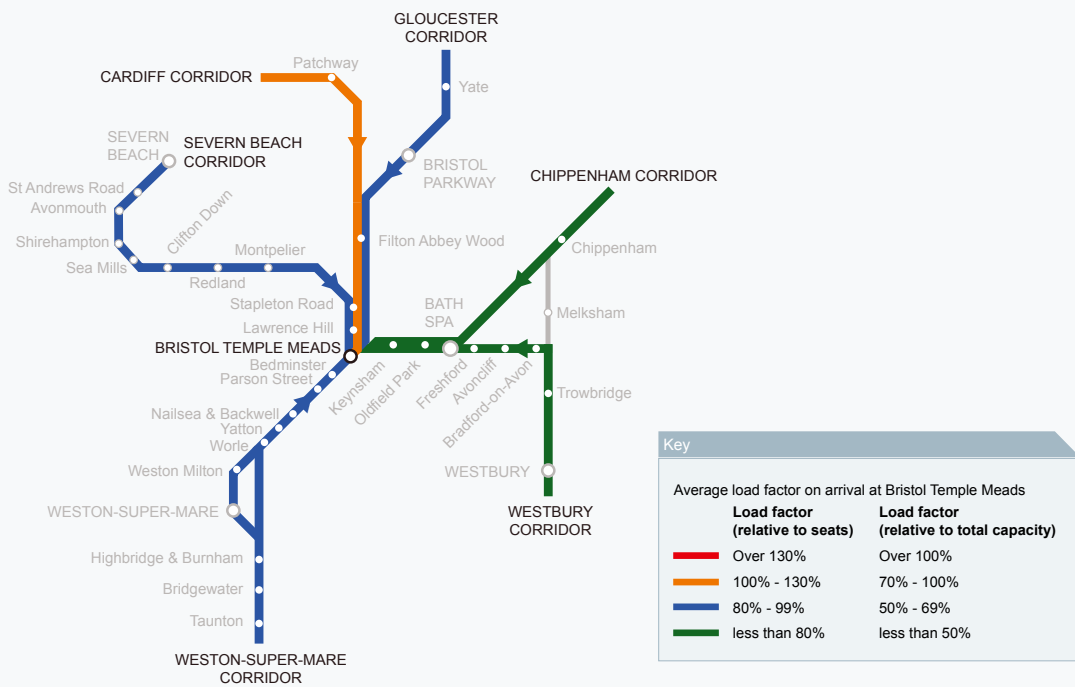 GLOUCESTER
CORRIDOR
Patchway
CARDIFF CORRIDOR
Yate
SEVERN
BEACH
SEVERN BEACH
CORRIDOR
BRISTOL
PARKWAY
CHIPPENHAM CORRIDOR
St Andrews Road
Avonmouth
Clifton Down
Shirehampton
Montpelier
Filton Abbey Wood
Chippenham
Sea Mills
Redland
Stapleton Road
BATH
SPA
Melksham
Lawrence Hill
BRISTOL TEMPLE MEADS
Bedminster
Parson Street
Keynsham
Oldfield Park
Freshford
Avoncliff
Bradford-on-Avon
Trowbridge
Nailsea & Backwell
Yatton
Worle
Weston Milton
WESTBURY
WESTON-SUPER-MARE
WESTBURY
CORRIDOR
Highbridge & Burnham
Bridgewater
Taunton
WESTON-SUPER-MARE
CORRIDOR
Key
Average load factor on arrival at Bristol Temple Meads
Load factor
(relative to seats)
Load factor
(relative to total capacity)
Over 130% Over 100%
100% - 130% 70% - 100%
80% - 99% 50% - 69%
less than 80% less than 50%